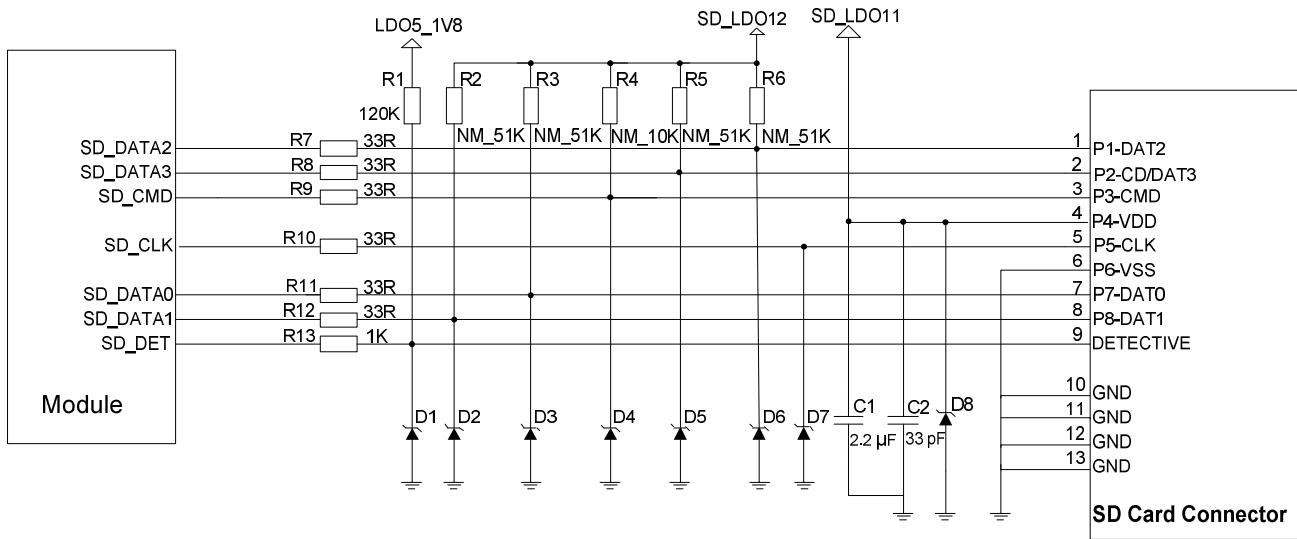 LDO5_1V8
SD_LDO12
SD_LDO11
R1
R2
R3
R4
R5
R6
120K
NM_51K
NM_51K
NM_10K
NM_51K
NM_51K
SD_DATA2
R7
33R
1
P1-DAT2
SD_DATA3
R8
33R
2
P2-CD/DAT3
SD_CMD
R9
33R
3
P3-CMD
4
P4-VDD
SD_CLK
R10
33R
5
P5-CLK
6
P6-VSS
SD_DATA0
R11
33R
7
P7-DAT0
SD_DATA1
R12
33R
8
P8-DAT1
SD_DET
R13
1K
9
DETECTIVE
Module
D1
D2
D3
D4
D5
D6
D7
C1
2.2 µF
C2
33 pF
D8
10
GND
11
GND
12
GND
13
GND
SD Card Connector